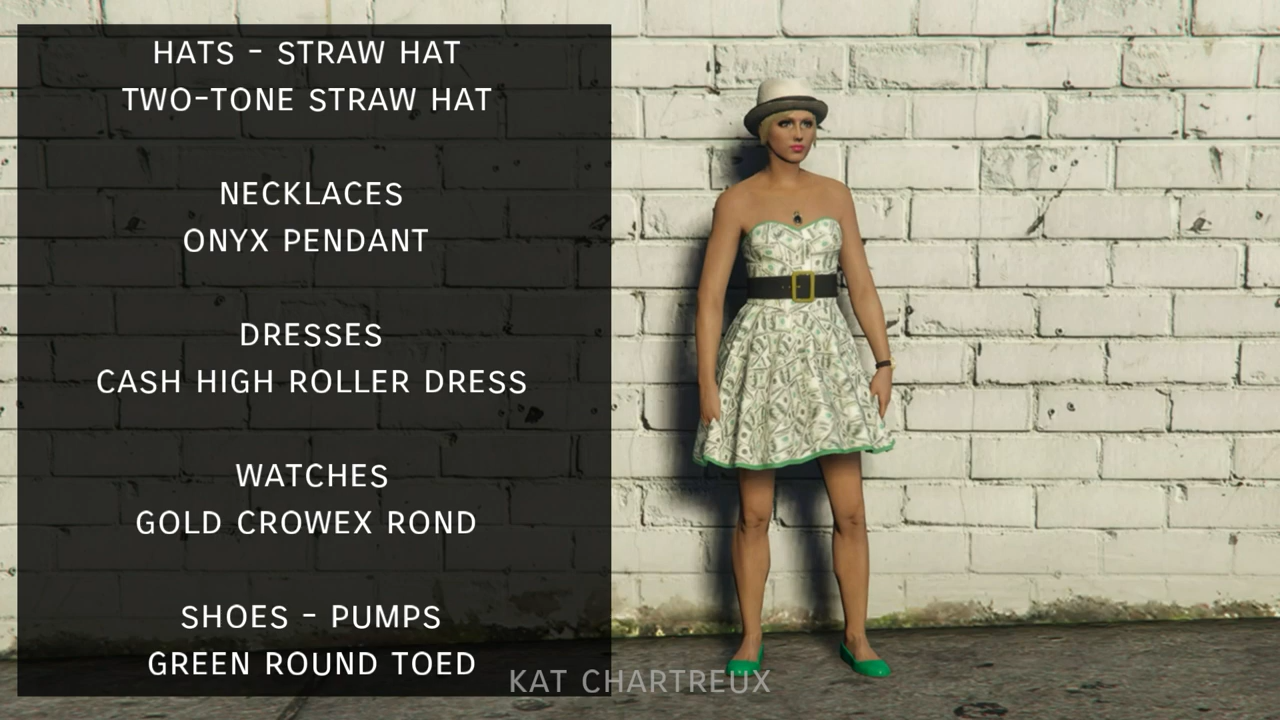 HATS - STRAW HAT
TWO-TONE STRAW HAT
NECKLACES
ONYX PENDANT
DRESSES
CASH HIGH ROLLER DRESS
WATCHES
GOLD CROWEX ROND
SHOES - PUMPS
GREEN ROUND TOED
KAT CHARTREUX